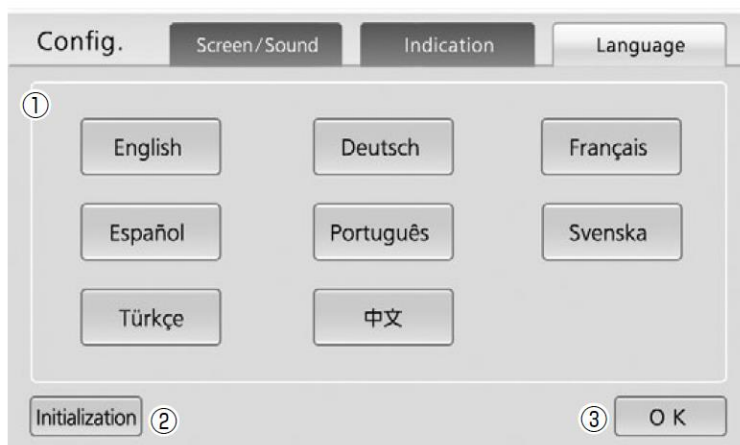 Config. Screen/Sound Indication Language
①
English Deutsch Français
Español Português Svenska
Türkçe 中文
Initialization ② ③ O K